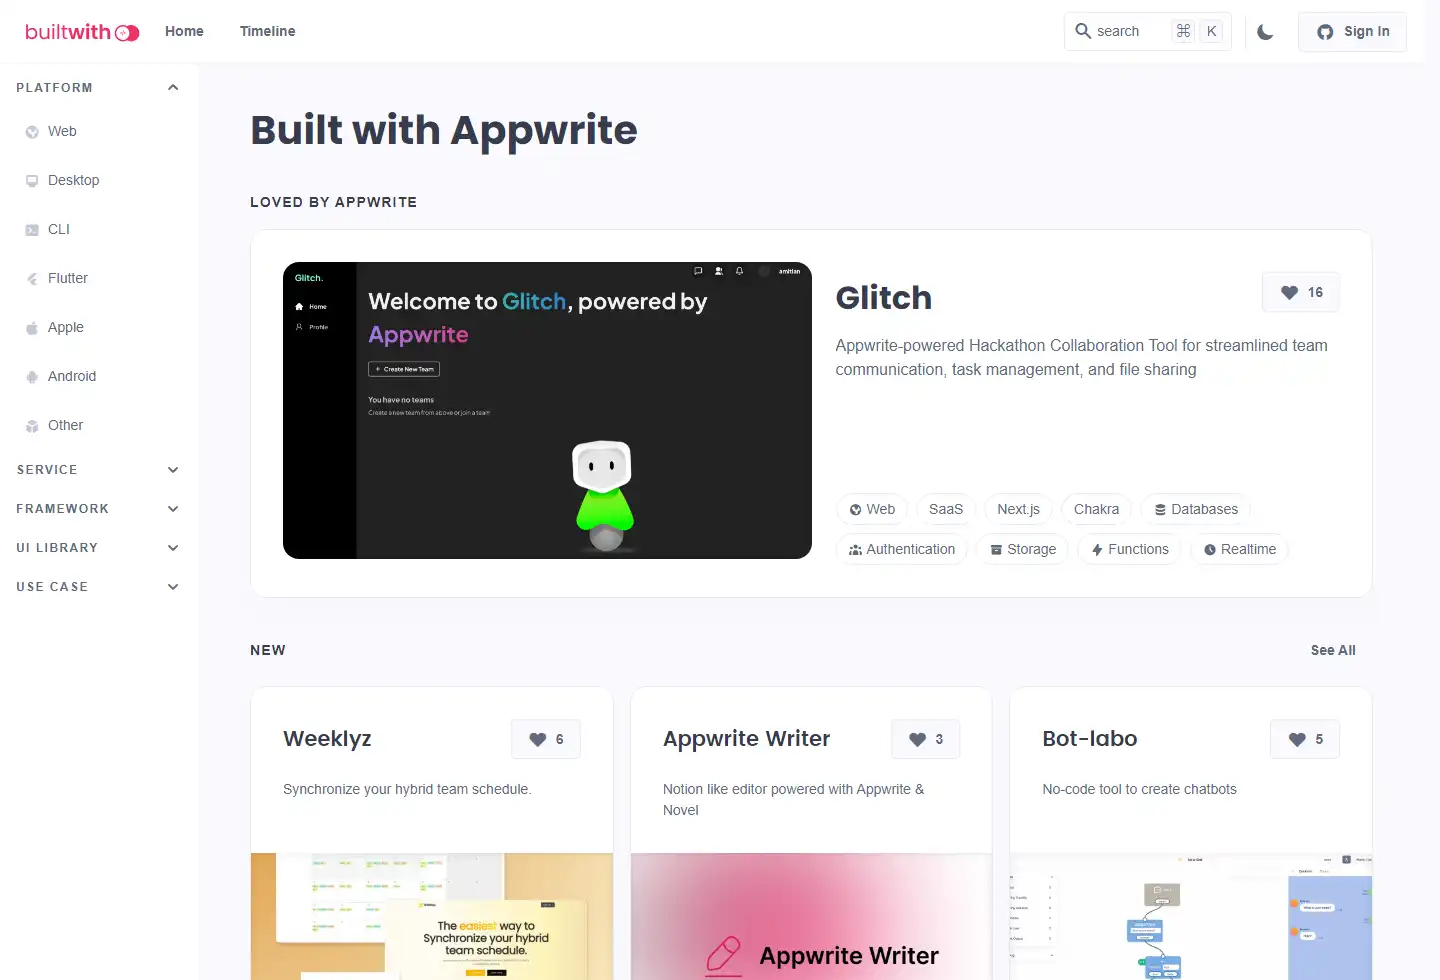 builtwith
Home
Timeline
search
⌘
K
Sign In
PLATFORM
Web
Desktop
CLI
Flutter
Apple
Android
Other
SERVICE
FRAMEWORK
UI LIBRARY
USE CASE
Built with Appwrite
LOVED BY APPWRITE
Glitch.
Home
Profile
amitlan
Welcome to Glitch, powered by
Appwrite
+ Create New Team
You have no teams
Create a new team from above or join a team
Glitch
16
Appwrite-powered Hackathon Collaboration Tool for streamlined team
communication, task management, and file sharing
Web
SaaS
Next.js
Chakra
Databases
Authentication
Storage
Functions
Realtime
NEW
See All
Weeklyz
6
Synchronize your hybrid team schedule.
The easiest way to
Synchronize your hybrid
team schedule.
Appwrite Writer
3
Notion like editor powered with Appwrite &
Novel
Appwrite Writer
Bot-labo
5
No-code tool to create chatbots